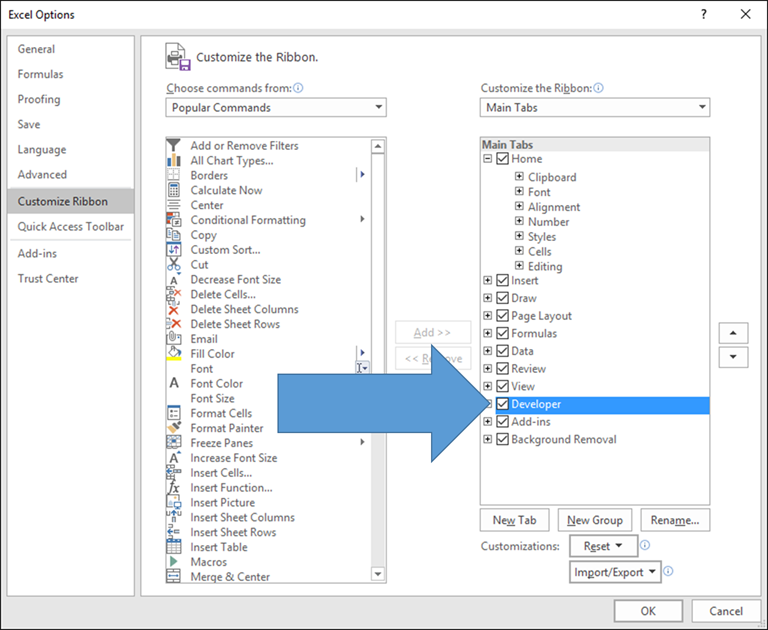 Excel Options
General
Formulas
Proofing
Save
Language
Advanced
Customize Ribbon
Quick Access Toolbar
Add-ins
Trust Center
Customize the Ribbon.
Choose commands from:
Popular Commands
Add or Remove Filters
All Chart Types...
Borders
Calculate Now
Center
Conditional Formatting
Copy
Custom Sort...
Cut
Decrease Font Size
Delete Cells...
Delete Sheet Columns
Delete Sheet Rows
Email
Fill Color
Font
Font Color
Font Size
Format Cells
Format Painter
Freeze Panes
Increase Font Size
Insert Cells...
Insert Function...
Insert Picture
Insert Sheet Columns
Insert Sheet Rows
Insert Table
Macros
Merge & Center
Add >>
<<
Customize the Ribbon:
Main Tabs
Main Tabs
Home
Clipboard
Font
Alignment
Number
Styles
Cells
Editing
Insert
Draw
Page Layout
Formulas
Data
Review
View
Developer
Add-ins
Background Removal
New Tab
New Group
Rename...
Customizations:
Reset
Import/Export
OK
Cancel